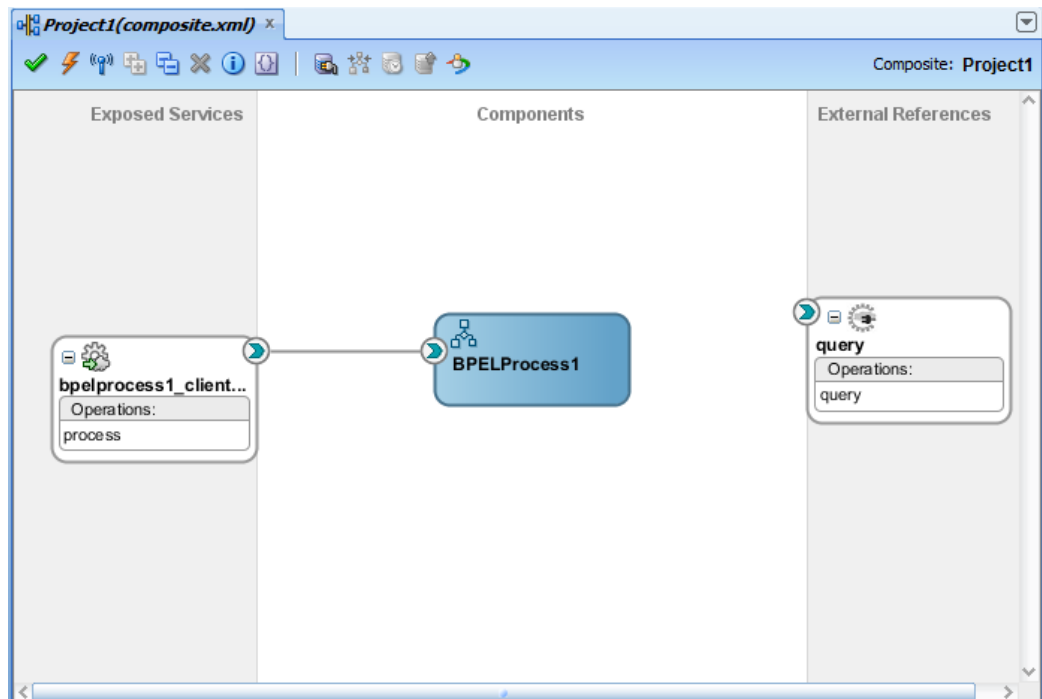 Project1(composite.xml)
Composite: Project1
Exposed Services
Components
External References
bpelprocess1_client...
Operations:
process
BPELProcess1
query
Operations:
query